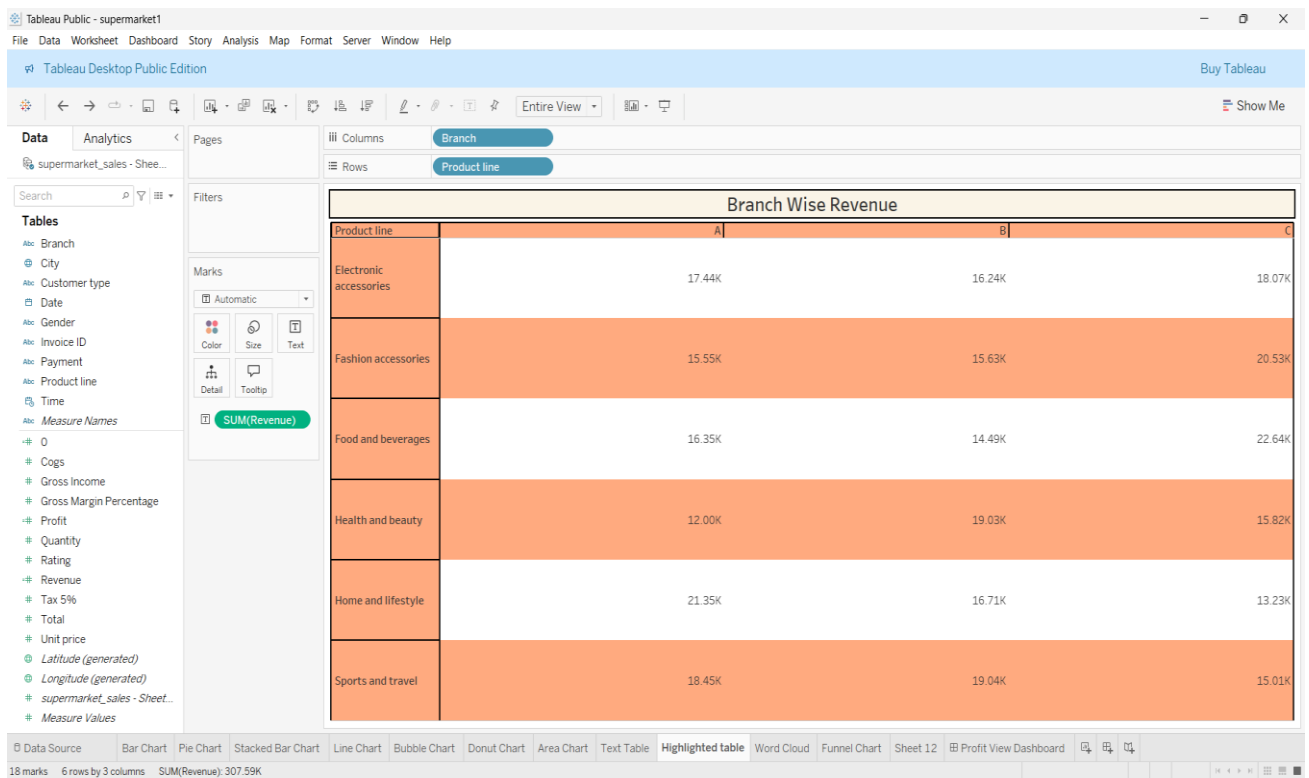 Tableau Public - supermarket1
File Data Worksheet Dashboard Story Analysis Map Format Server Window Help
Tableau Desktop Public Edition Buy Tableau
Entire View Show Me
Data Analytics
supermarket_sales - Shee...
Search
Tables
Abc Branch
City
Abc Customer type
Date
Abc Gender
Abc Invoice ID
Abc Payment
Abc Product line
Time
Abc Measure Names
=# 0
# Cogs
# Gross Income
# Gross Margin Percentage
=# Profit
# Quantity
# Rating
=# Revenue
# Tax 5%
# Total
# Unit price
Latitude (generated)
Longitude (generated)
# supermarket_sales - Sheet...
# Measure Values
Pages
Filters
Marks
Automatic
Color Size Text
Detail Tooltip
SUM(Revenue)
Columns Branch
Rows Product line
Branch Wise Revenue
Product line A B C
Electronic
accessories 17.44K 16.24K 18.07K
Fashion accessories 15.55K 15.63K 20.53K
Food and beverages 16.35K 14.49K 22.64K
Health and beauty 12.00K 19.03K 15.82K
Home and lifestyle 21.35K 16.71K 13.23K
Sports and travel 18.45K 19.04K 15.01K
Data Source Bar Chart Pie Chart Stacked Bar Chart Line Chart Bubble Chart Donut Chart Area Chart Text Table Highlighted table Word Cloud Funnel Chart Sheet 12 Profit View Dashboard
18 marks 6 rows by 3 columns SUM(Revenue): 307.59K